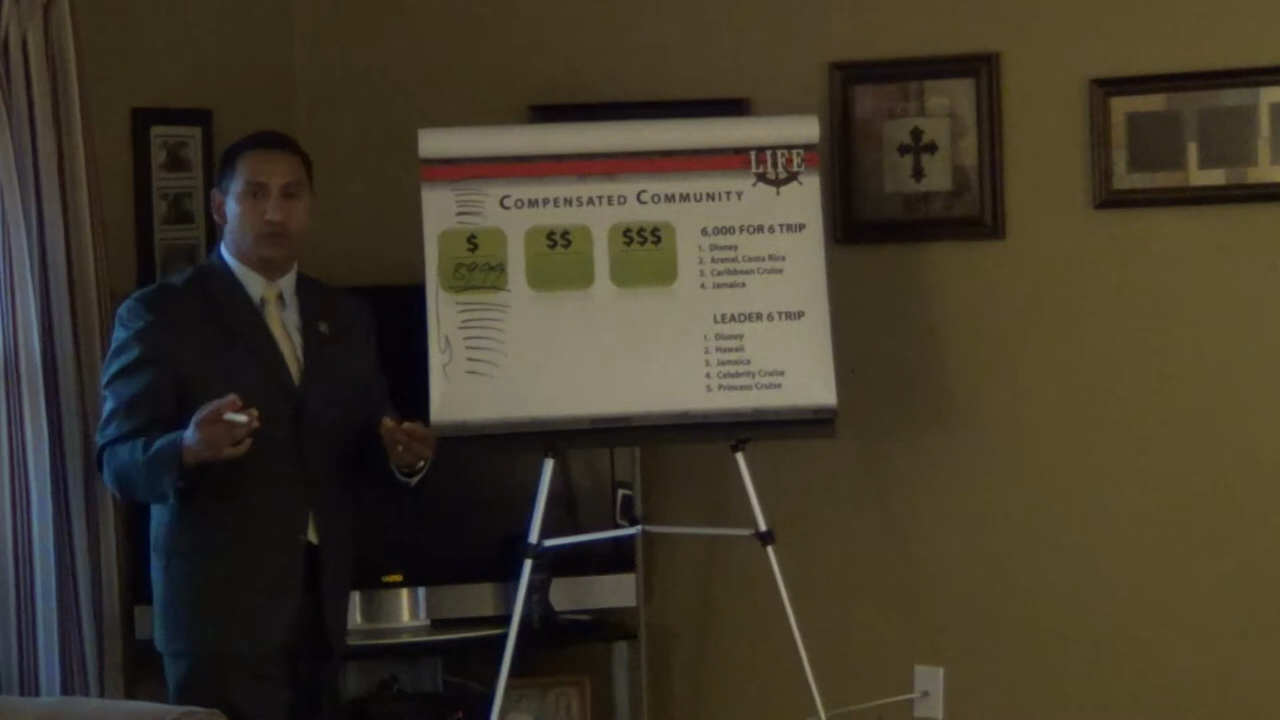 LIFE
COMPENSATED COMMUNITY
$
$$
$$$
6,000 FOR 6 TRIP
1. Disney
2. Arenal, Costa Rica
3. Caribbean Cruise
4. Jamaica
LEADER 6 TRIP
1. Disney
2. Hawaii
3. Jamaica
4. Celebrity Cruise
5. Princess Cruise
VIZIO